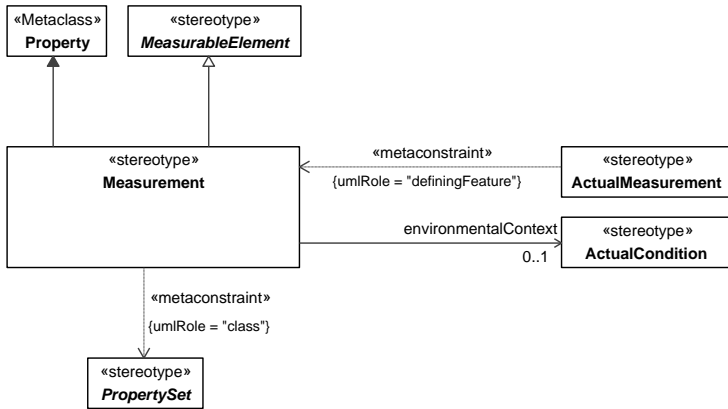 «Metaclass»
Property
«stereotype»
MeasurableElement
«stereotype»
Measurement
«metaconstraint»
{umlRole = "definingFeature"}
«stereotype»
ActualMeasurement
environmentalContext
0..1
«stereotype»
ActualCondition
«metaconstraint»
{umlRole = "class"}
«stereotype»
PropertySet